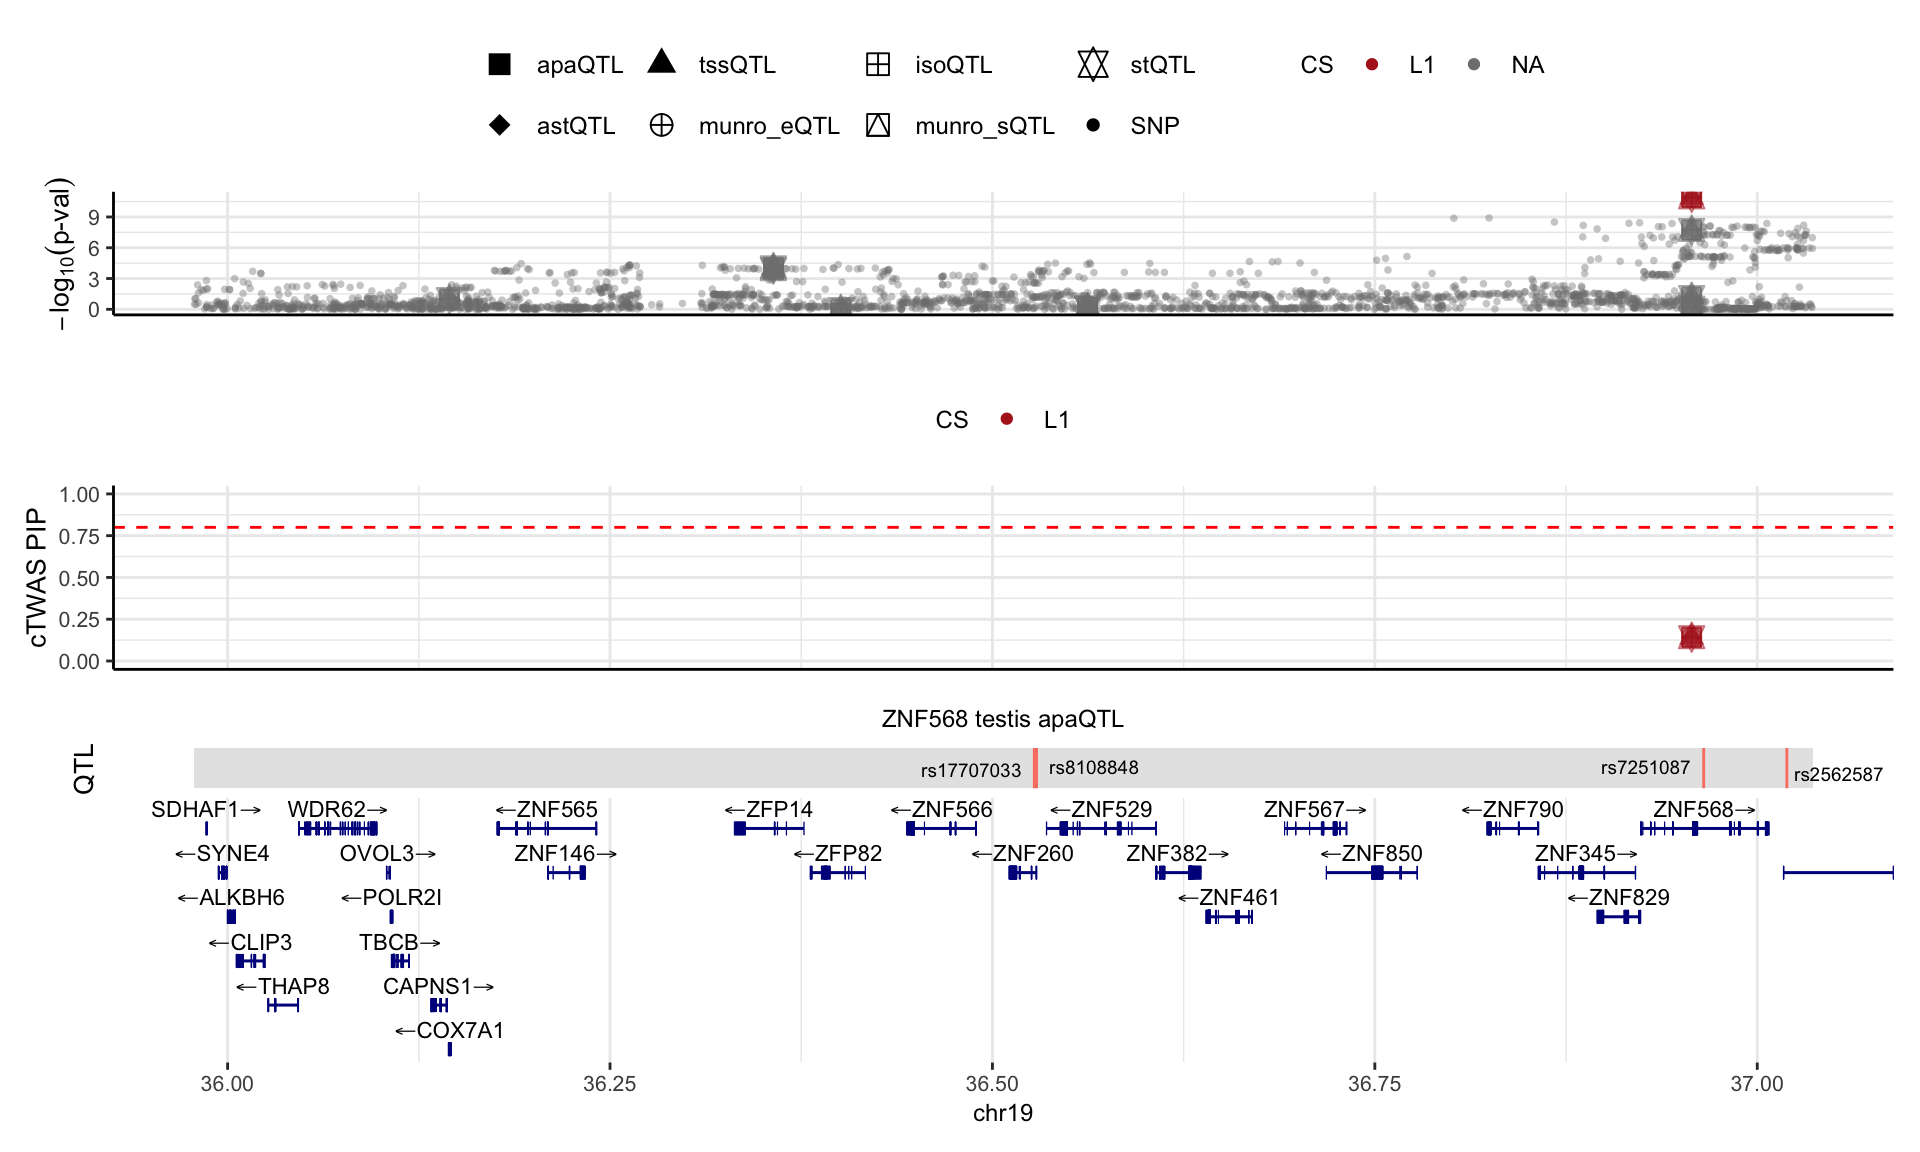 apaQTL tssQTL isoQTL stQTL CS L1 NA
astQTL munro_eQTL munro_sQTL SNP
−log10(p-val)
9
6
3
0
CS L1
cTWAS PIP
1.00
0.75
0.50
0.25
0.00
ZNF568 testis apaQTL
QTL
rs17707033 rs8108848 rs7251087 rs2562587
SDHAF1→ WDR62→ ←ZNF565 ←ZFP14 ←ZNF566 ←ZNF529 ZNF567→ ←ZNF790 ZNF568→
←SYNE4 OVOL3→ ZNF146→ ←ZFP82 ←ZNF260 ZNF382→ ←ZNF850 ZNF345→
←ALKBH6 ←POLR2I ←ZNF461 ←ZNF829
←CLIP3 TBCB→
←THAP8 CAPNS1→
←COX7A1
36.00 36.25 36.50 36.75 37.00
chr19